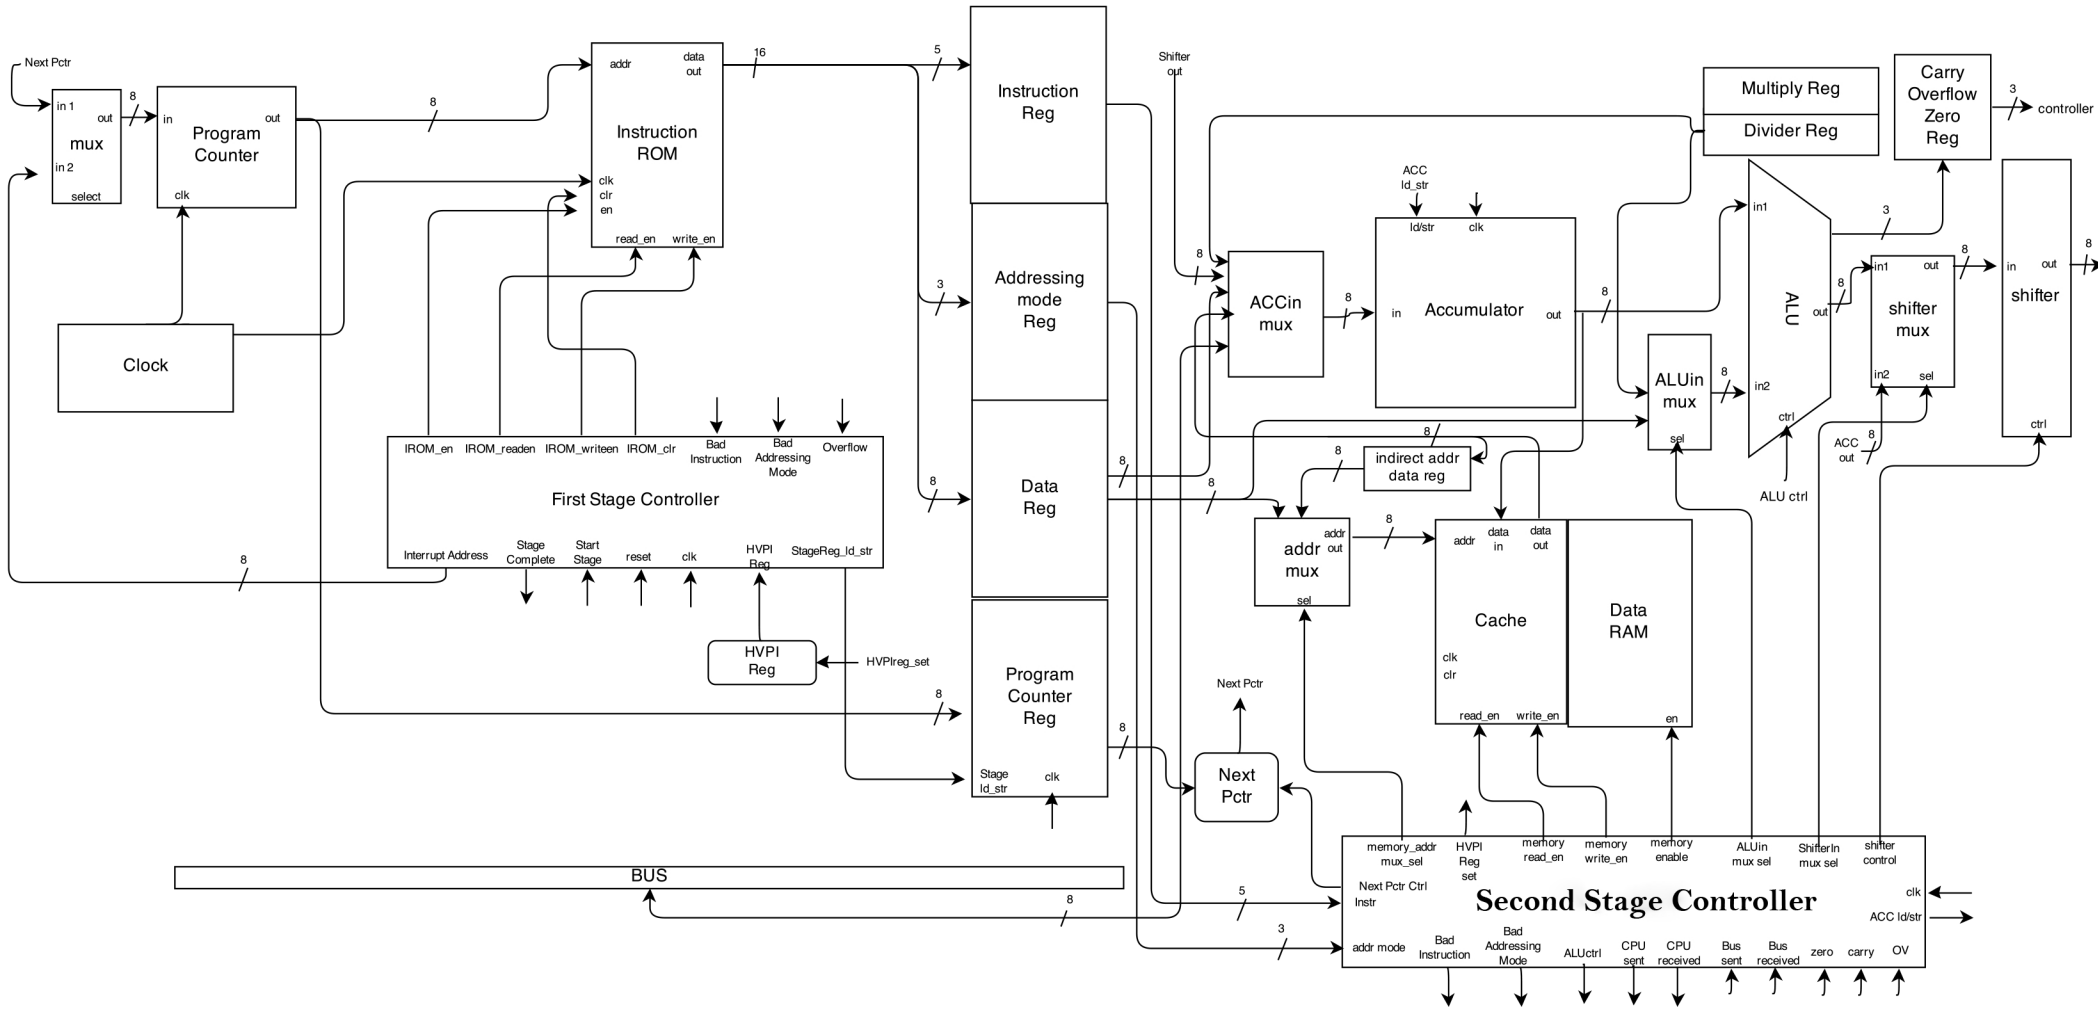 Next Pctr
in 1
out
mux
in 2
select
8
in
out
Program
Counter
clk
8
addr
data
out
Instruction
ROM
clk
clr
en
read_en
write_en
16
5
3
8
Clock
IROM_en
IROM_readen
IROM_writeen
IROM_clr
Bad
Instruction
Bad
Addressing
Mode
Overflow
First Stage Controller
Interrupt Address
Stage
Complete
Start
Stage
reset
clk
HVPI
Reg
StageReg_ld_str
8
HVPI
Reg
HVPIreg_set
8
Instruction
Reg
Addressing
mode
Reg
Data
Reg
Program
Counter
Reg
Stage
ld_str
clk
8
8
8
BUS
8
5
3
Shifter
out
8
ACCin
mux
8
ACC
ld_str
ld/str
clk
in
Accumulator
out
8
Multiply Reg
Divider Reg
Carry
Overflow
Zero
Reg
3
controller
in1
ALU
out
in2
ctrl
ALU ctrl
3
8
ALUin
mux
sel
8
in1
out
shifter
mux
in2
sel
8
ACC
out
8
in
out
shifter
ctrl
8
8
indirect addr
data reg
8
addr
out
addr
mux
sel
8
addr
data
in
data
out
Cache
clk
clr
read_en
write_en
Data
RAM
en
Next Pctr
Next
Pctr
memory_addr
mux_sel
HVPI
Reg
set
memory
read_en
memory
write_en
memory
enable
ALUin
mux sel
ShifterIn
mux sel
shifter
control
Next Pctr Ctrl
Instr
Second Stage Controller
clk
ACC ld/str
addr mode
Bad
Instruction
Bad
Addressing
Mode
ALUctrl
CPU
sent
CPU
received
Bus
sent
Bus
received
zero
carry
OV